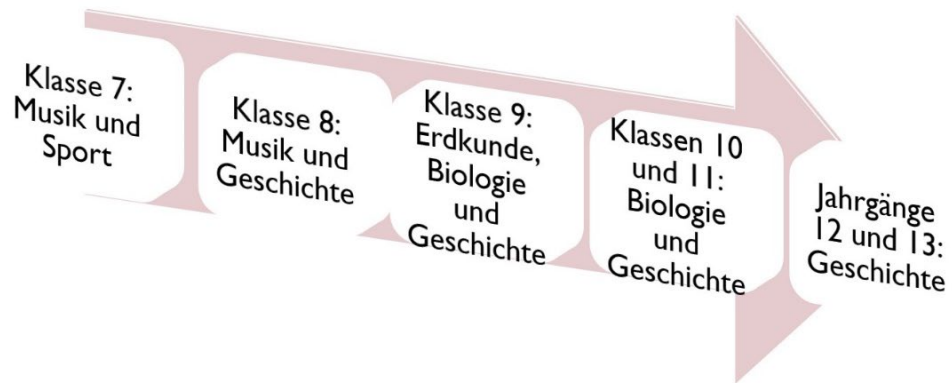 Klasse 7:
Musik und
Sport
Klasse 8:
Musik und
Geschichte
Klasse 9:
Erdkunde,
Biologie
und
Geschichte
Klassen 10
und 11:
Biologie
und
Geschichte
Jahrgänge
12 und 13:
Geschichte